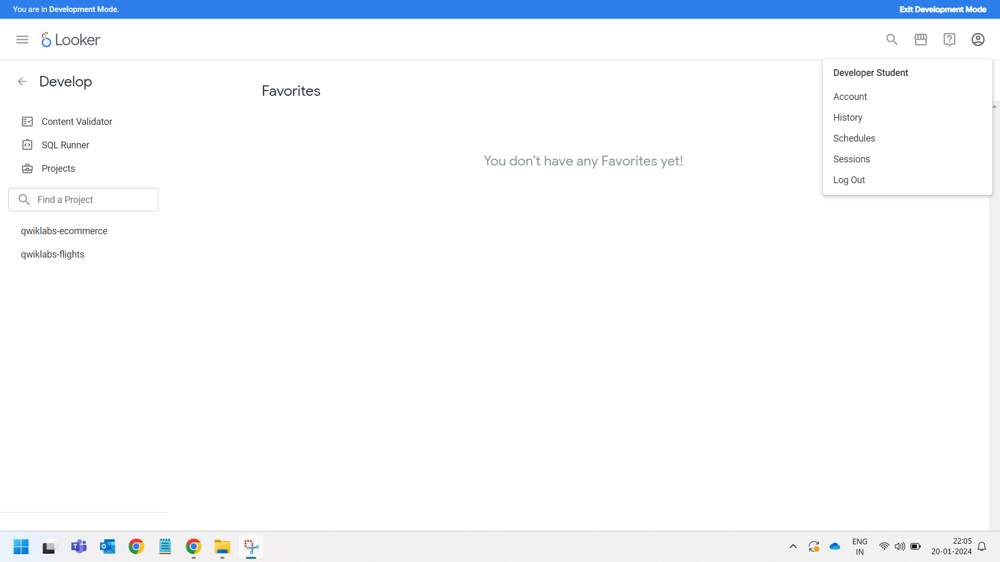 You are in Development Mode.
Exit Development Mode
Looker
Develop
Content Validator
SQL Runner
Projects
Find a Project
qwiklabs-ecommerce
qwiklabs-flights
Favorites
You don’t have any Favorites yet!
Developer Student
Account
History
Schedules
Sessions
Log Out
ENG
IN
22:05
20-01-2024